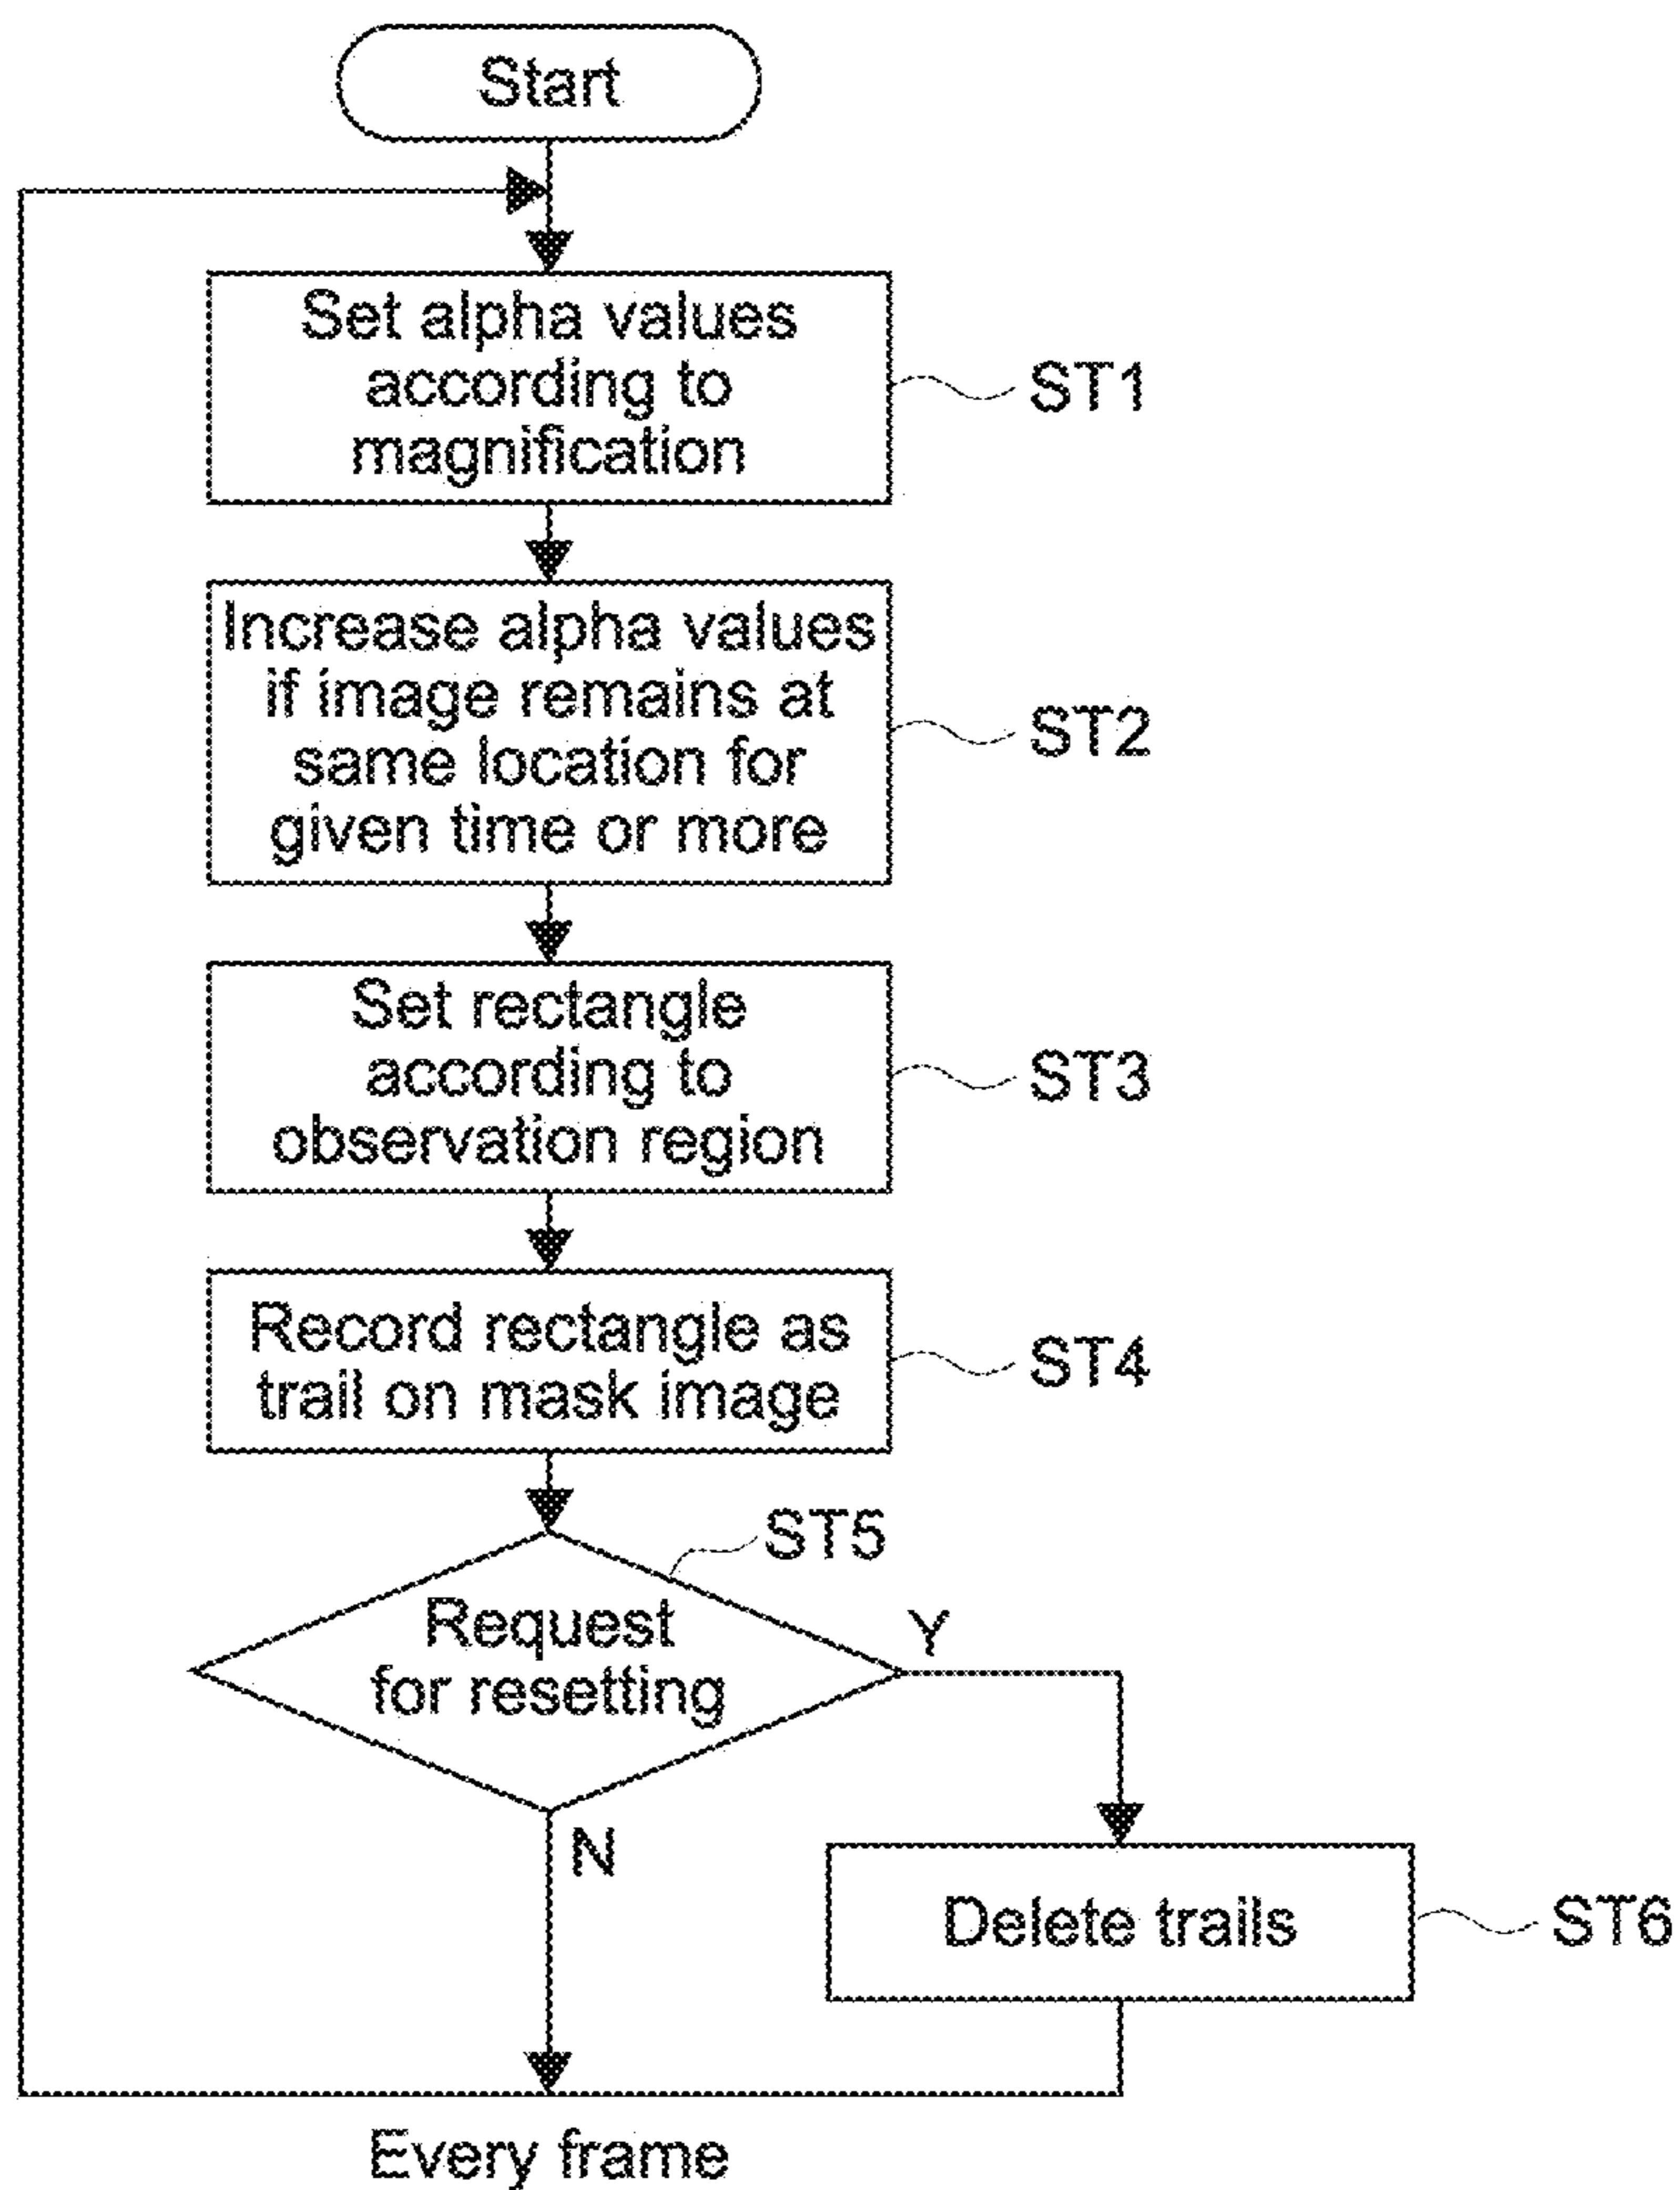 Start
Set alpha values
according to
magnification
ST1
Increase alpha values
if image remains at
same location for
given time or more
ST2
Set rectangle
according to
observation region
ST3
Record rectangle as
trail on mask image
ST4
ST5
Request
for resetting
Y
N
Delete trails
ST6
Every frame